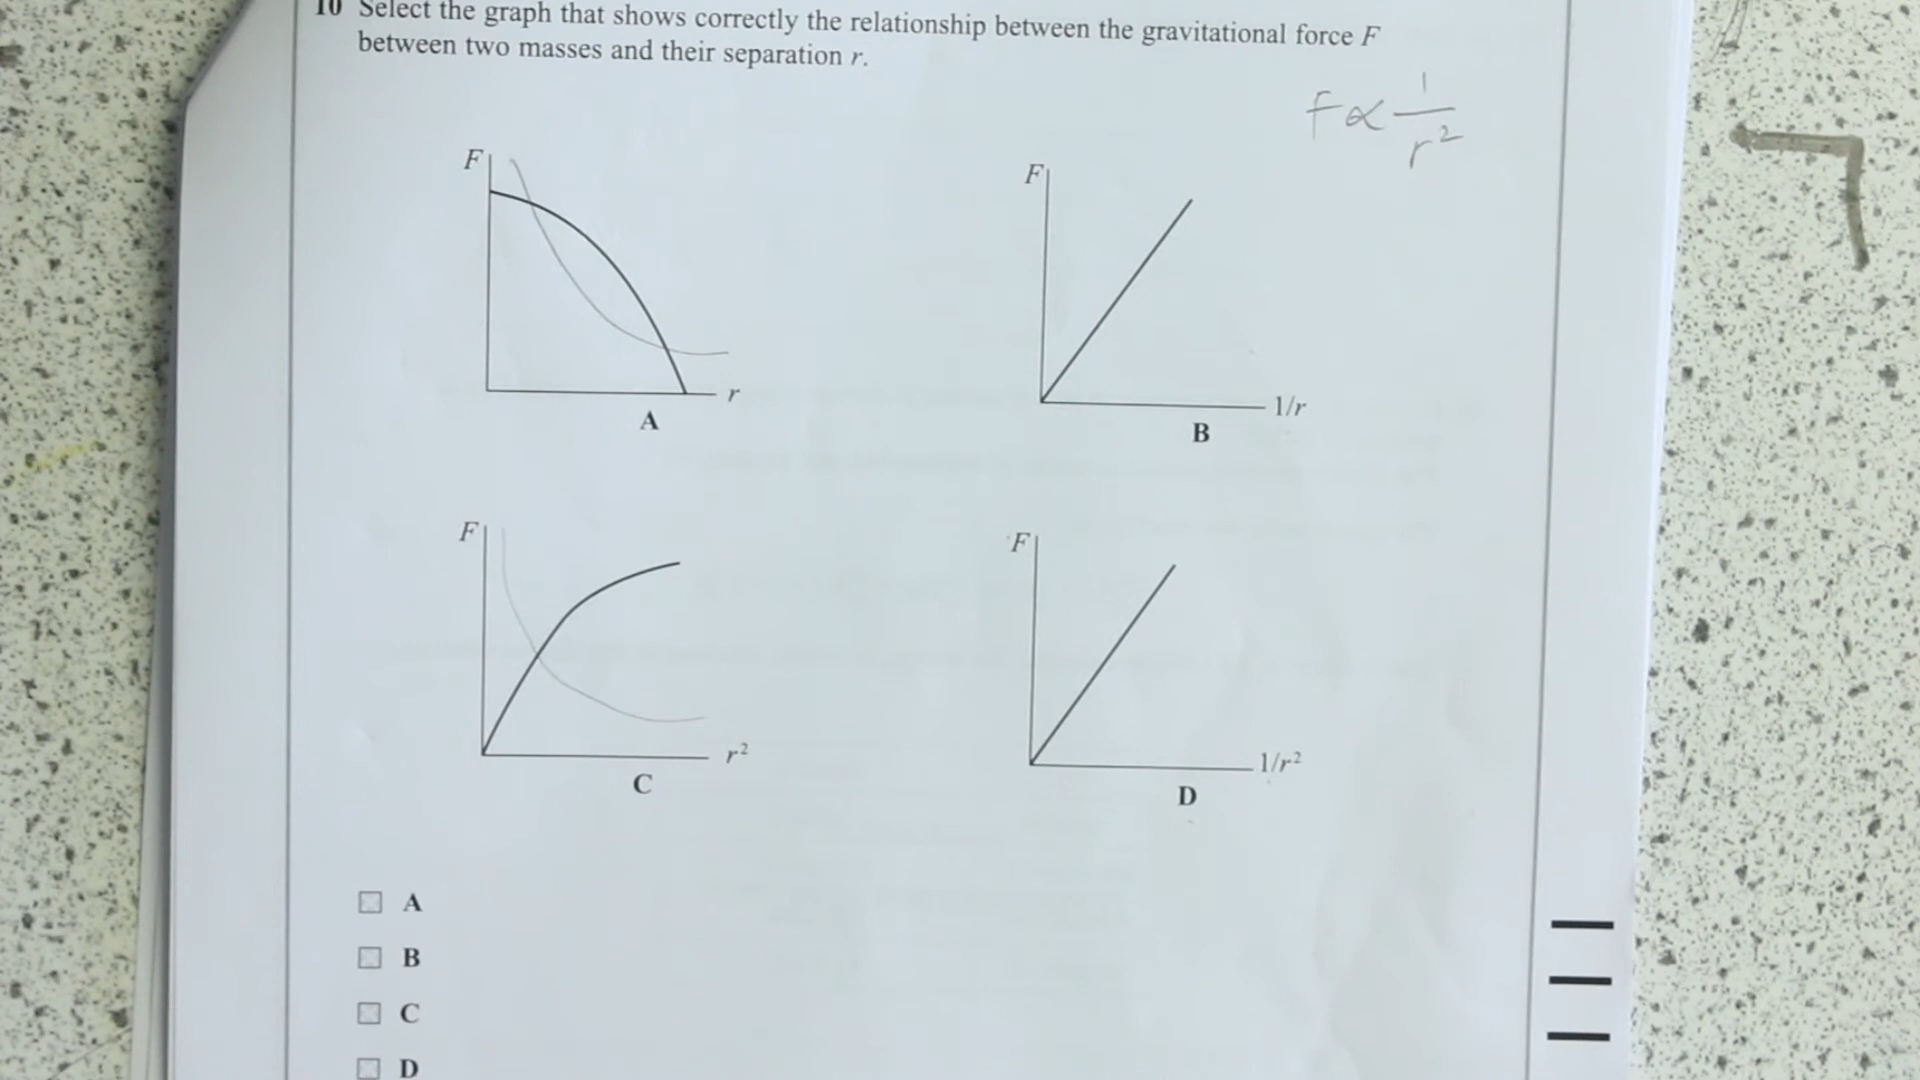 10 Select the graph that shows correctly the relationship between the gravitational force F
between two masses and their separation r.
F ∝ 1/r²
F
r
A
F
1/r
B
F
r²
C
F
1/r²
D
A
B
C
D